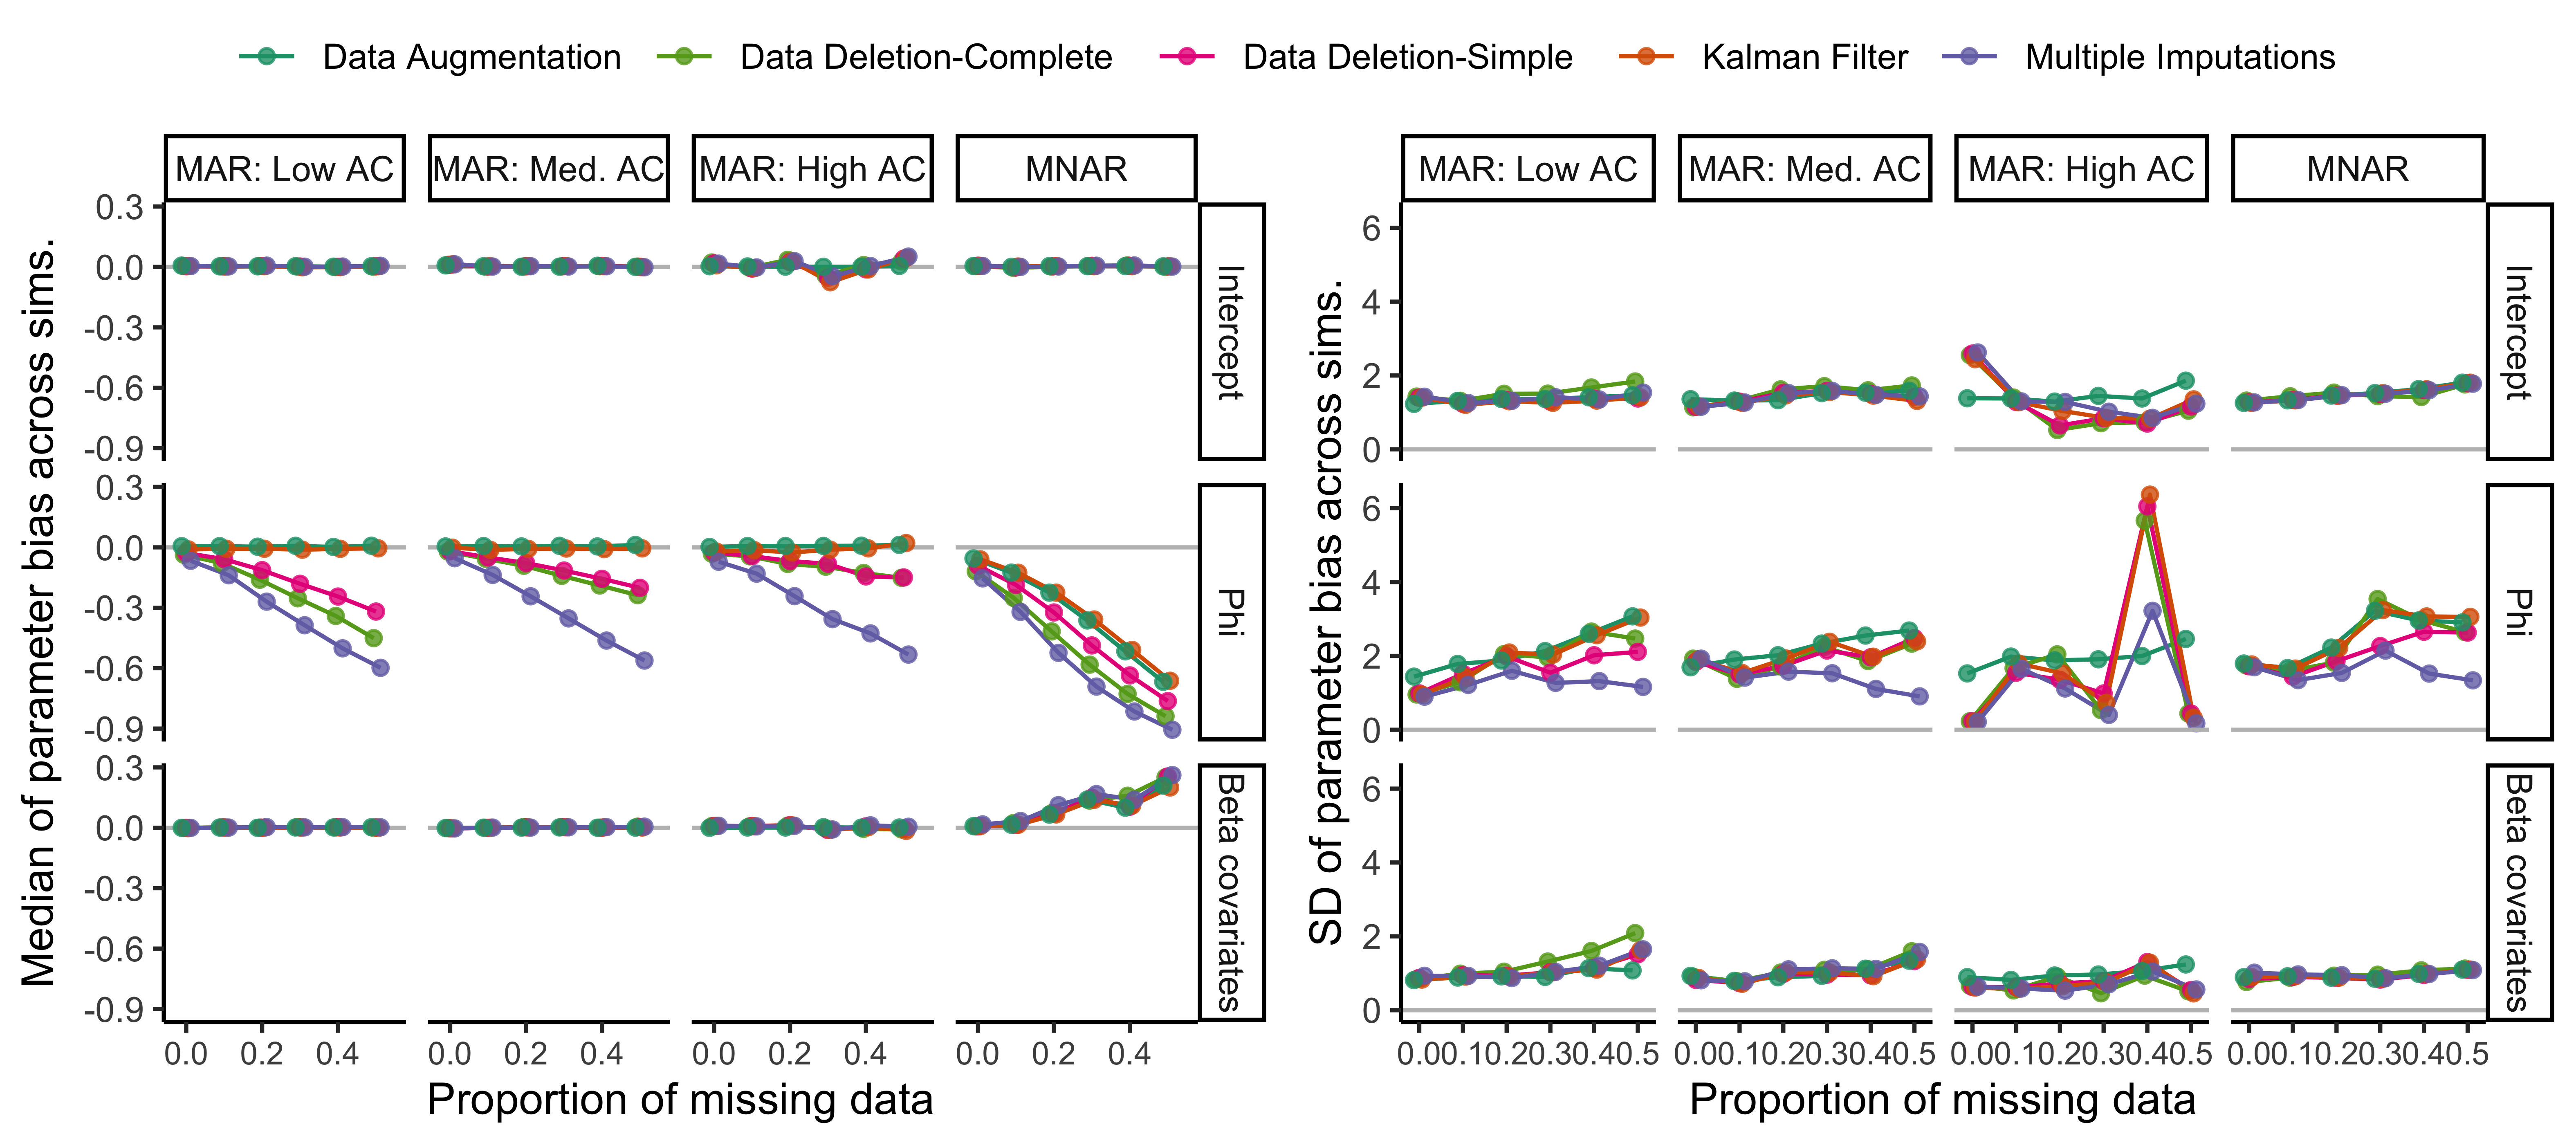 Data Augmentation Data Deletion-Complete Data Deletion-Simple Kalman Filter Multiple Imputations
MAR: Low AC MAR: Med. AC MAR: High AC MNAR
Median of parameter bias across sims.
0.3
0.0
-0.3
-0.6
-0.9
Intercept
0.3
0.0
-0.3
-0.6
-0.9
Phi
0.3
0.0
-0.3
-0.6
-0.9
Beta covariates
0.0 0.2 0.4 0.0 0.2 0.4 0.0 0.2 0.4 0.0 0.2 0.4
Proportion of missing data
MAR: Low AC MAR: Med. AC MAR: High AC MNAR
SD of parameter bias across sims.
6
4
2
0
Intercept
6
4
2
0
Phi
6
4
2
0
Beta covariates
0.00.10.20.30.40.5 0.00.10.20.30.40.5 0.00.10.20.30.40.5 0.00.10.20.30.40.5
Proportion of missing data